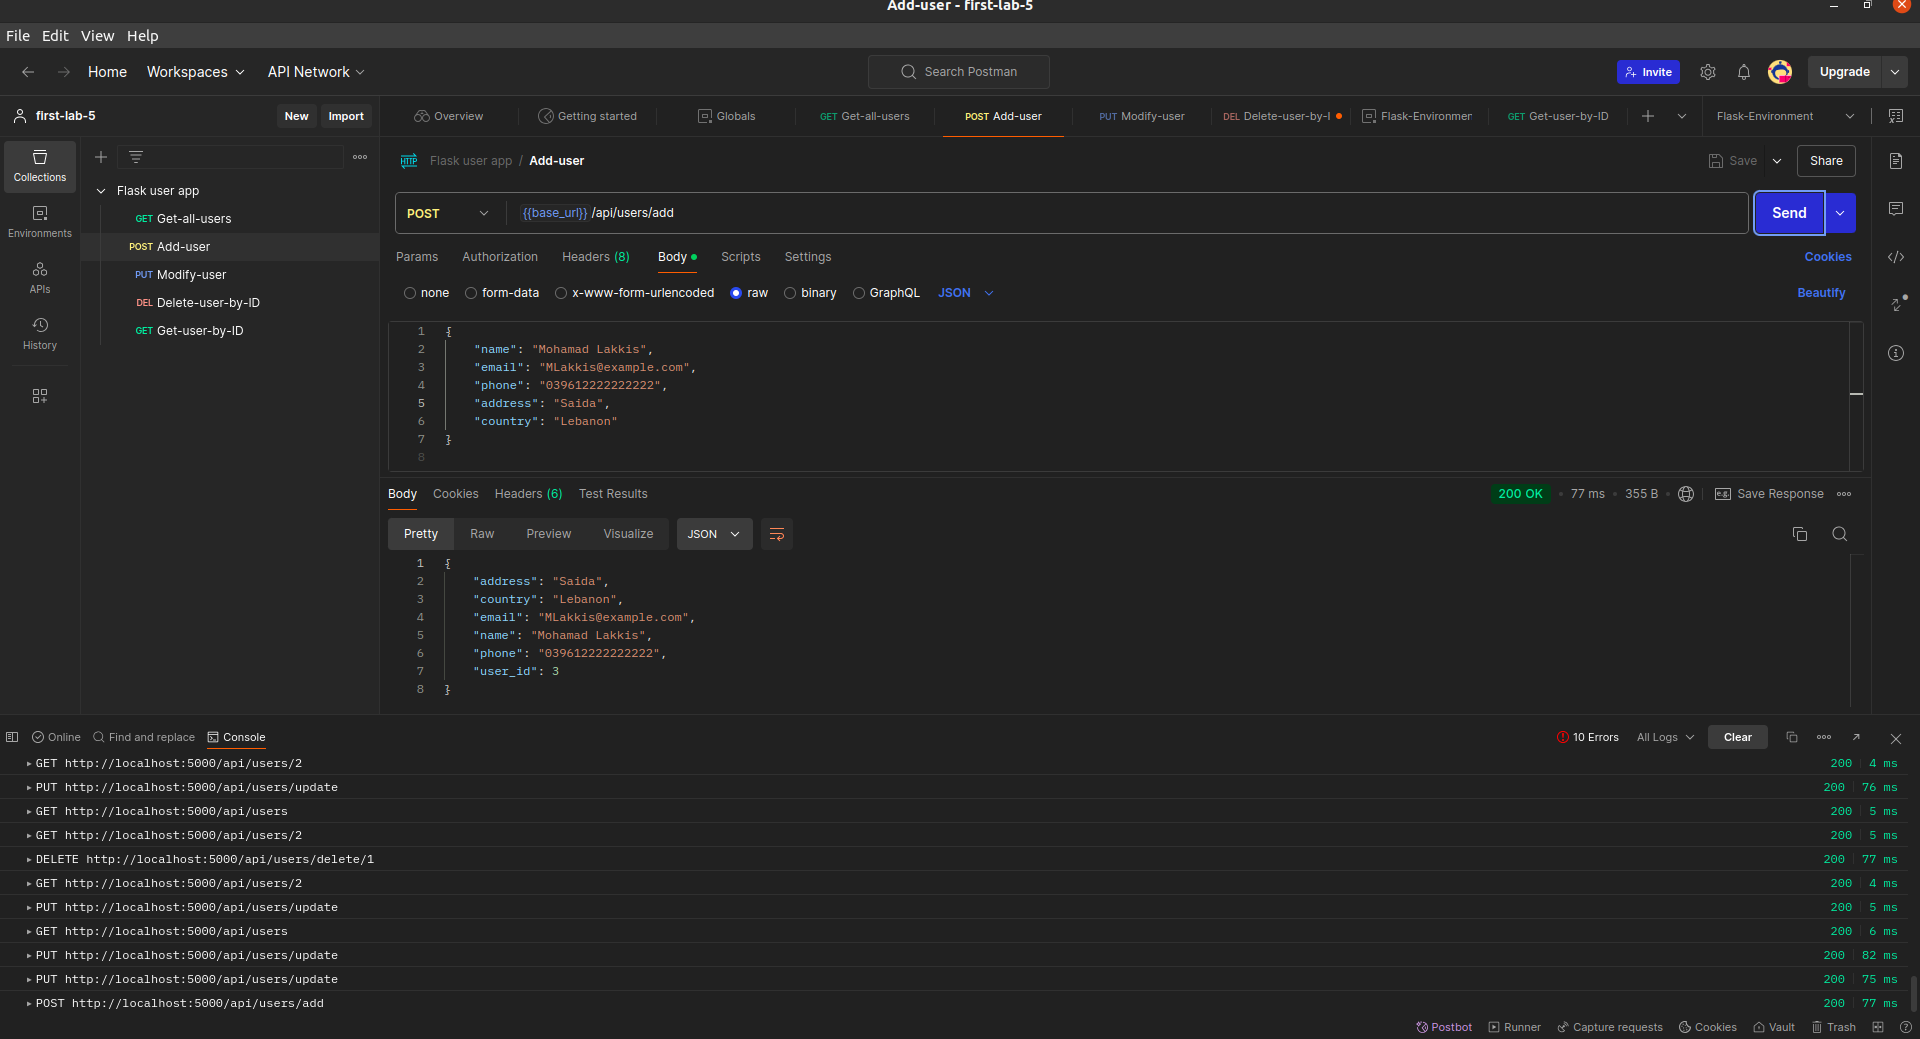 Add-user - first-lab-5
File Edit View Help
Home Workspaces API Network Search Postman Invite Upgrade
first-lab-5 New Import Overview Getting started Globals GET Get-all-users POST Add-user PUT Modify-user DEL Delete-user-by-I Flask-Environmen GET Get-user-by-ID Flask-Environment
Collections
Environments
APIs
History
Flask user app
GET Get-all-users
POST Add-user
PUT Modify-user
DEL Delete-user-by-ID
GET Get-user-by-ID
HTTP Flask user app / Add-user Save Share
POST {{base_url}} /api/users/add Send
Params Authorization Headers (8) Body Scripts Settings Cookies
none form-data x-www-form-urlencoded raw binary GraphQL JSON Beautify
1 {
2 "name": "Mohamad Lakkis",
3 "email": "MLakkis@example.com",
4 "phone": "039612222222222",
5 "address": "Saida",
6 "country": "Lebanon"
7 }
8
Body Cookies Headers (6) Test Results 200 OK • 77 ms • 355 B • e.g. Save Response
Pretty Raw Preview Visualize JSON
1 {
2 "address": "Saida",
3 "country": "Lebanon",
4 "email": "MLakkis@example.com",
5 "name": "Mohamad Lakkis",
6 "phone": "039612222222222",
7 "user_id": 3
8 }
Online Find and replace Console 10 Errors All Logs Clear
GET http://localhost:5000/api/users/2 200 4 ms
PUT http://localhost:5000/api/users/update 200 76 ms
GET http://localhost:5000/api/users 200 5 ms
GET http://localhost:5000/api/users/2 200 5 ms
DELETE http://localhost:5000/api/users/delete/1 200 77 ms
GET http://localhost:5000/api/users/2 200 4 ms
PUT http://localhost:5000/api/users/update 200 5 ms
GET http://localhost:5000/api/users 200 6 ms
PUT http://localhost:5000/api/users/update 200 82 ms
PUT http://localhost:5000/api/users/update 200 75 ms
POST http://localhost:5000/api/users/add 200 77 ms
Postbot Runner Capture requests Cookies Vault Trash